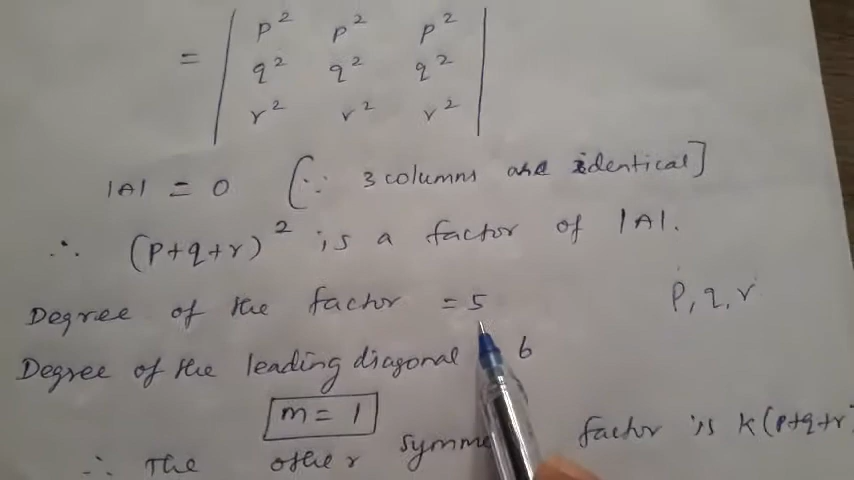 = | p² p² p² |
| q² q² q² |
| r² r² r² |
|A| = 0 [∵ 3 columns are identical]
∴ (p+q+r)² is a factor of |A|.
Degree of the factor = 5 p, q, r
Degree of the leading diagonal 6
m = 1
∴ The other symme factor is k(p+q+r)